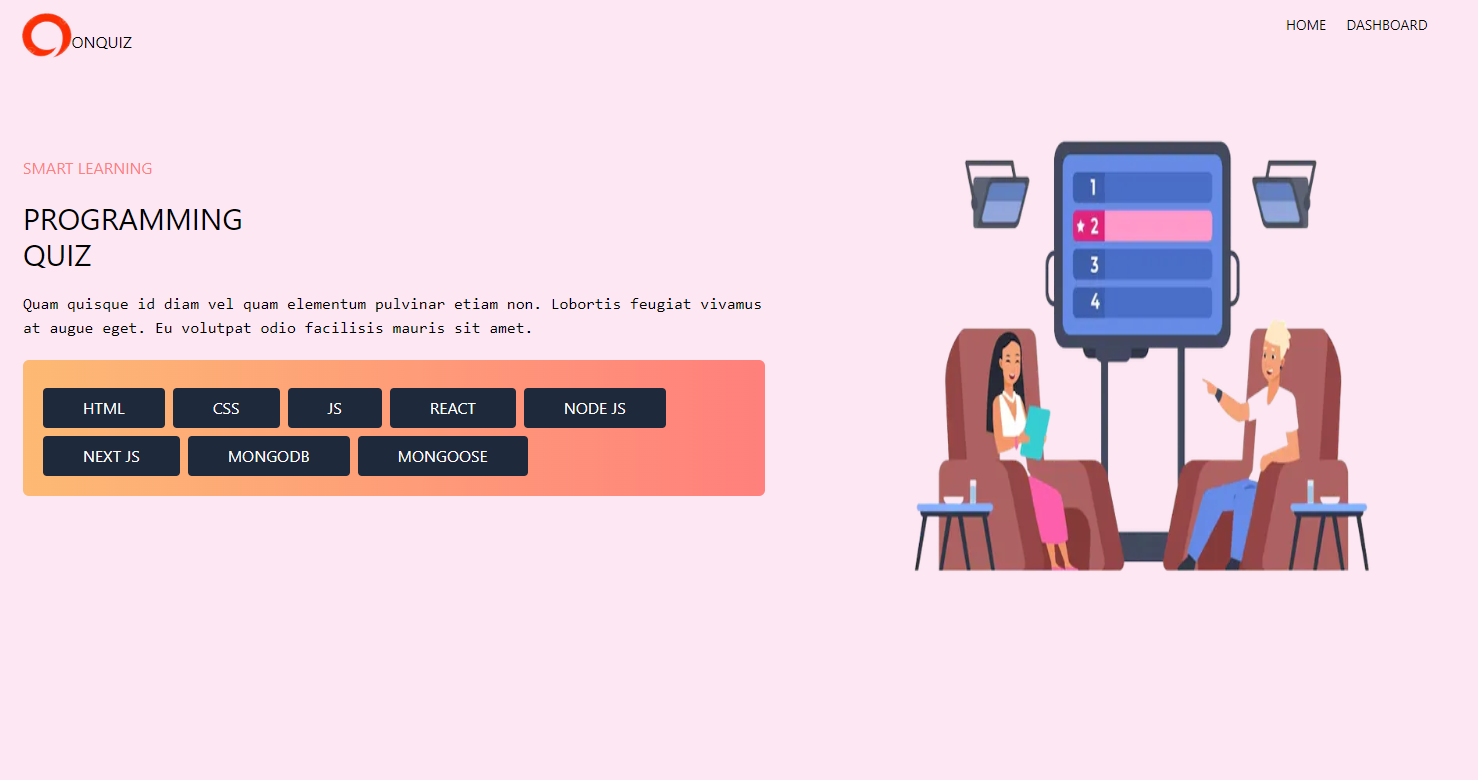 ONQUIZ
HOME DASHBOARD
SMART LEARNING
PROGRAMMING
QUIZ
Quam quisque id diam vel quam elementum pulvinar etiam non. Lobortis feugiat vivamus
at augue eget. Eu volutpat odio facilisis mauris sit amet.
HTML CSS JS REACT NODE JS
NEXT JS MONGODB MONGOOSE
1
2
3
4